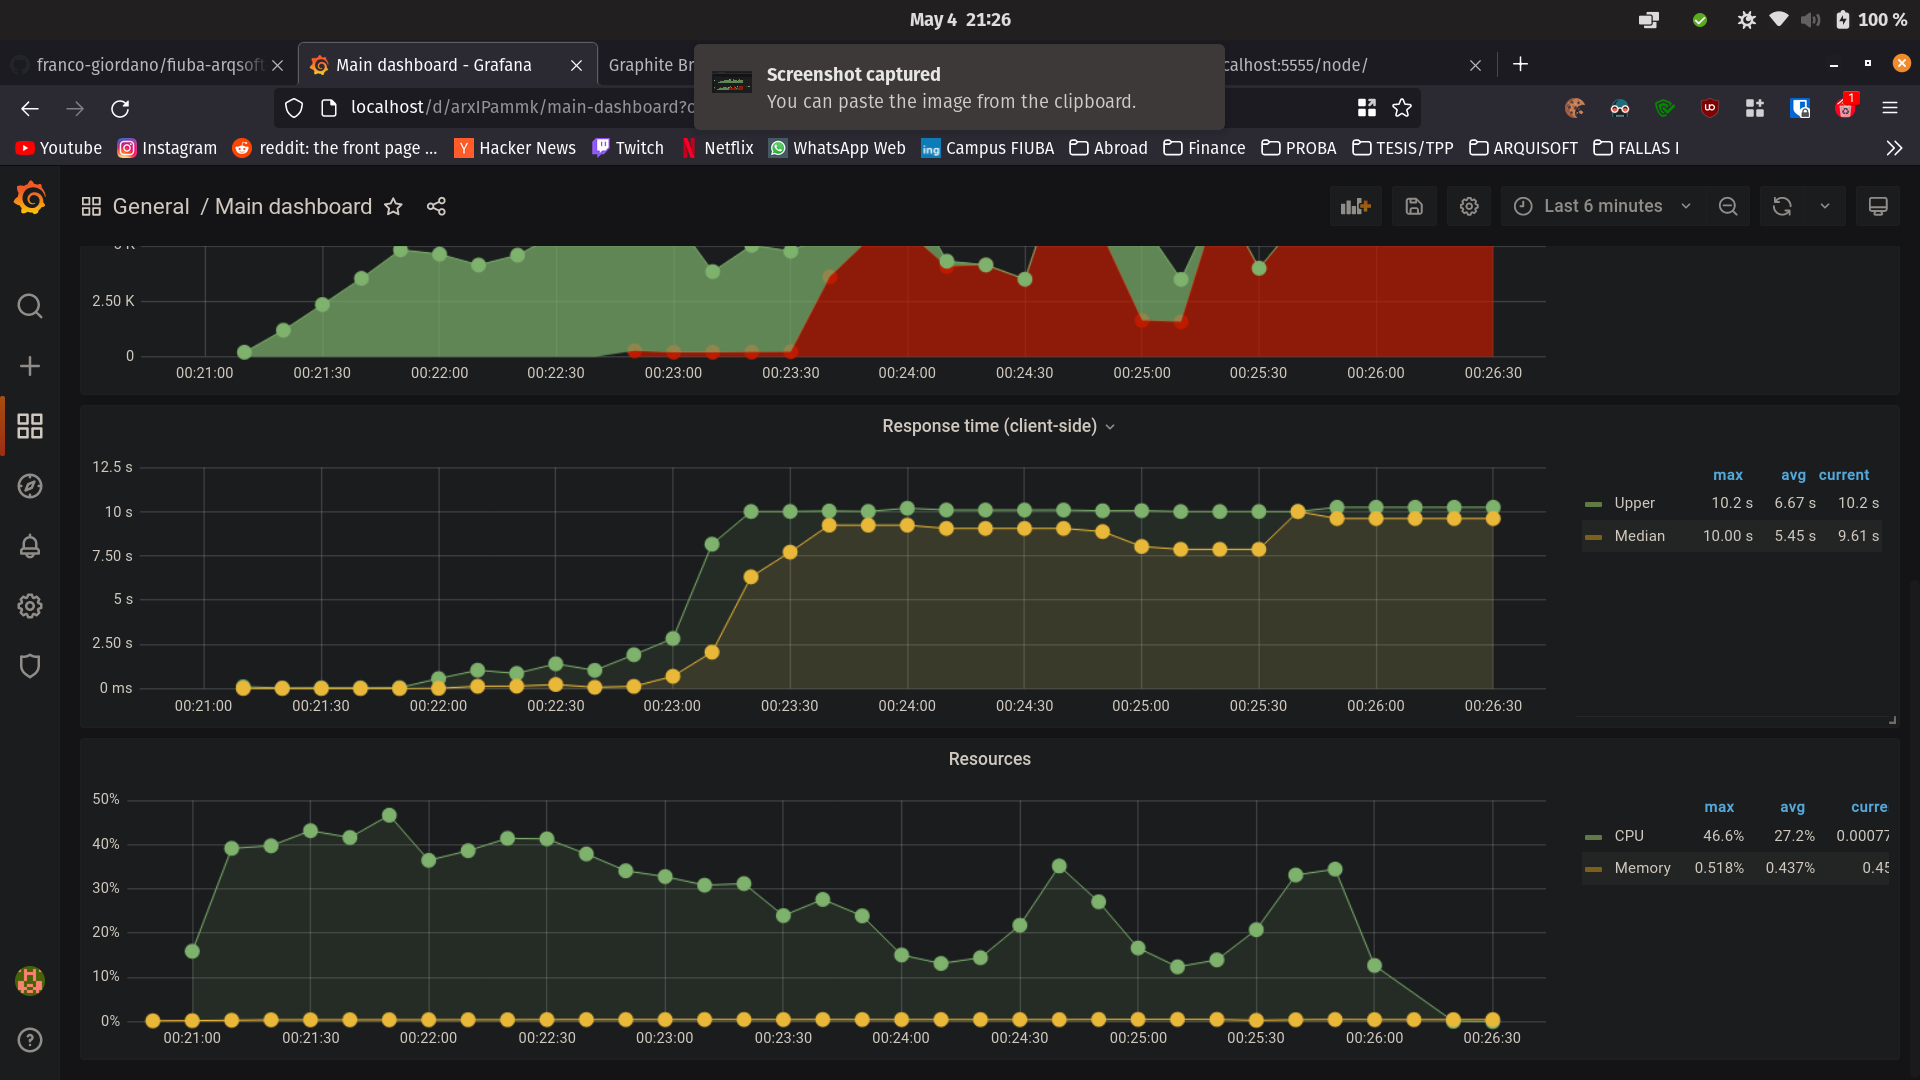 May 4 21:26
100 %
franco-giordano/fiuba-arqsoft
Main dashboard - Grafana
Graphite Br
calhost:5555/node/
Screenshot captured
You can paste the image from the clipboard.
localhost/d/arxIPammk/main-dashboard?
1
Youtube
Instagram
reddit: the front page ...
Hacker News
Twitch
Netflix
WhatsApp Web
Campus FIUBA
Abroad
Finance
PROBA
TESIS/TPP
ARQUISOFT
FALLAS I
General / Main dashboard
Last 6 minutes
2.50 K
0
00:21:00 00:21:30 00:22:00 00:22:30 00:23:00 00:23:30 00:24:00 00:24:30 00:25:00 00:25:30 00:26:00 00:26:30
Response time (client-side)
12.5 s
10 s
7.50 s
5 s
2.50 s
0 ms
00:21:00 00:21:30 00:22:00 00:22:30 00:23:00 00:23:30 00:24:00 00:24:30 00:25:00 00:25:30 00:26:00 00:26:30
max avg current
Upper 10.2 s 6.67 s 10.2 s
Median 10.00 s 5.45 s 9.61 s
Resources
50%
40%
30%
20%
10%
0%
00:21:00 00:21:30 00:22:00 00:22:30 00:23:00 00:23:30 00:24:00 00:24:30 00:25:00 00:25:30 00:26:00 00:26:30
max avg curre
CPU 46.6% 27.2% 0.00077
Memory 0.518% 0.437% 0.45